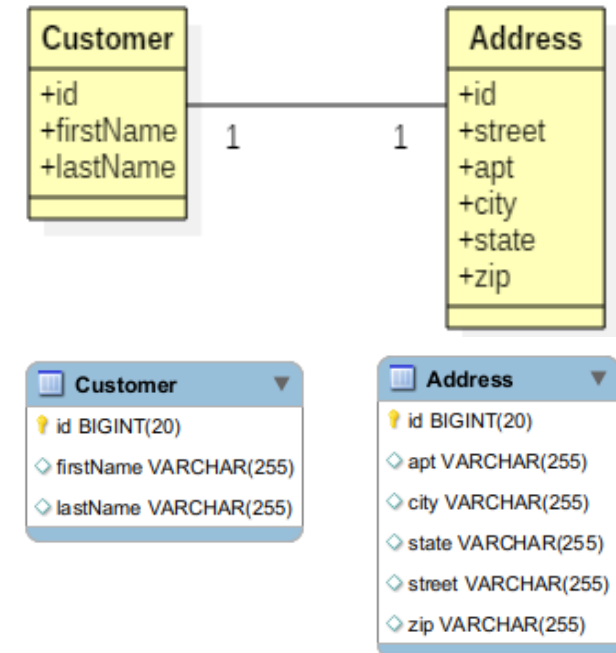 Customer
+id
+firstName
+lastName
1
1
Address
+id
+street
+apt
+city
+state
+zip
Customer
id BIGINT(20)
firstName VARCHAR(255)
lastName VARCHAR(255)
Address
id BIGINT(20)
apt VARCHAR(255)
city VARCHAR(255)
state VARCHAR(255)
street VARCHAR(255)
zip VARCHAR(255)